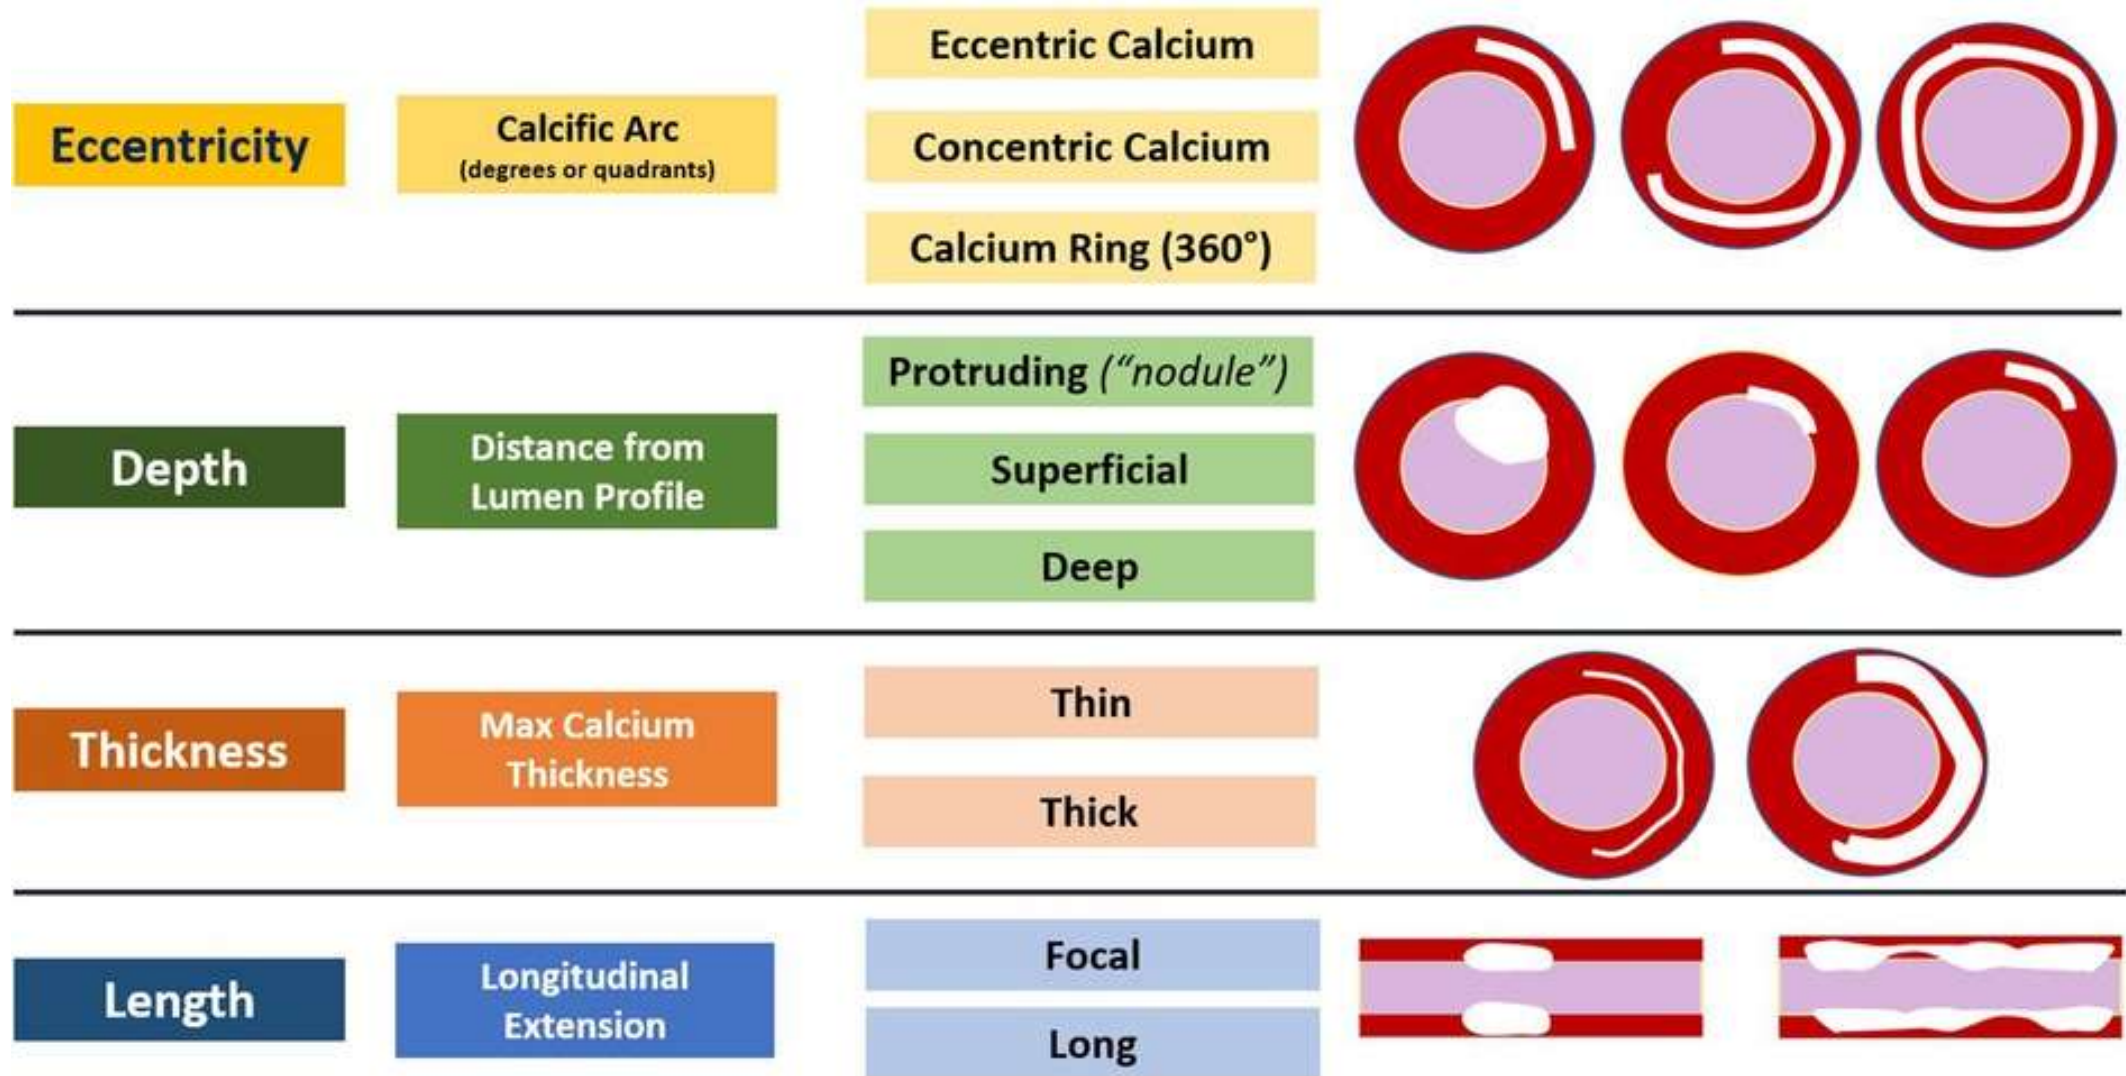 Eccentricity
Calcific Arc
(degrees or quadrants)
Eccentric Calcium
Concentric Calcium
Calcium Ring (360°)
Depth
Distance from
Lumen Profile
Protruding (“nodule”)
Superficial
Deep
Thickness
Max Calcium
Thickness
Thin
Thick
Length
Longitudinal
Extension
Focal
Long